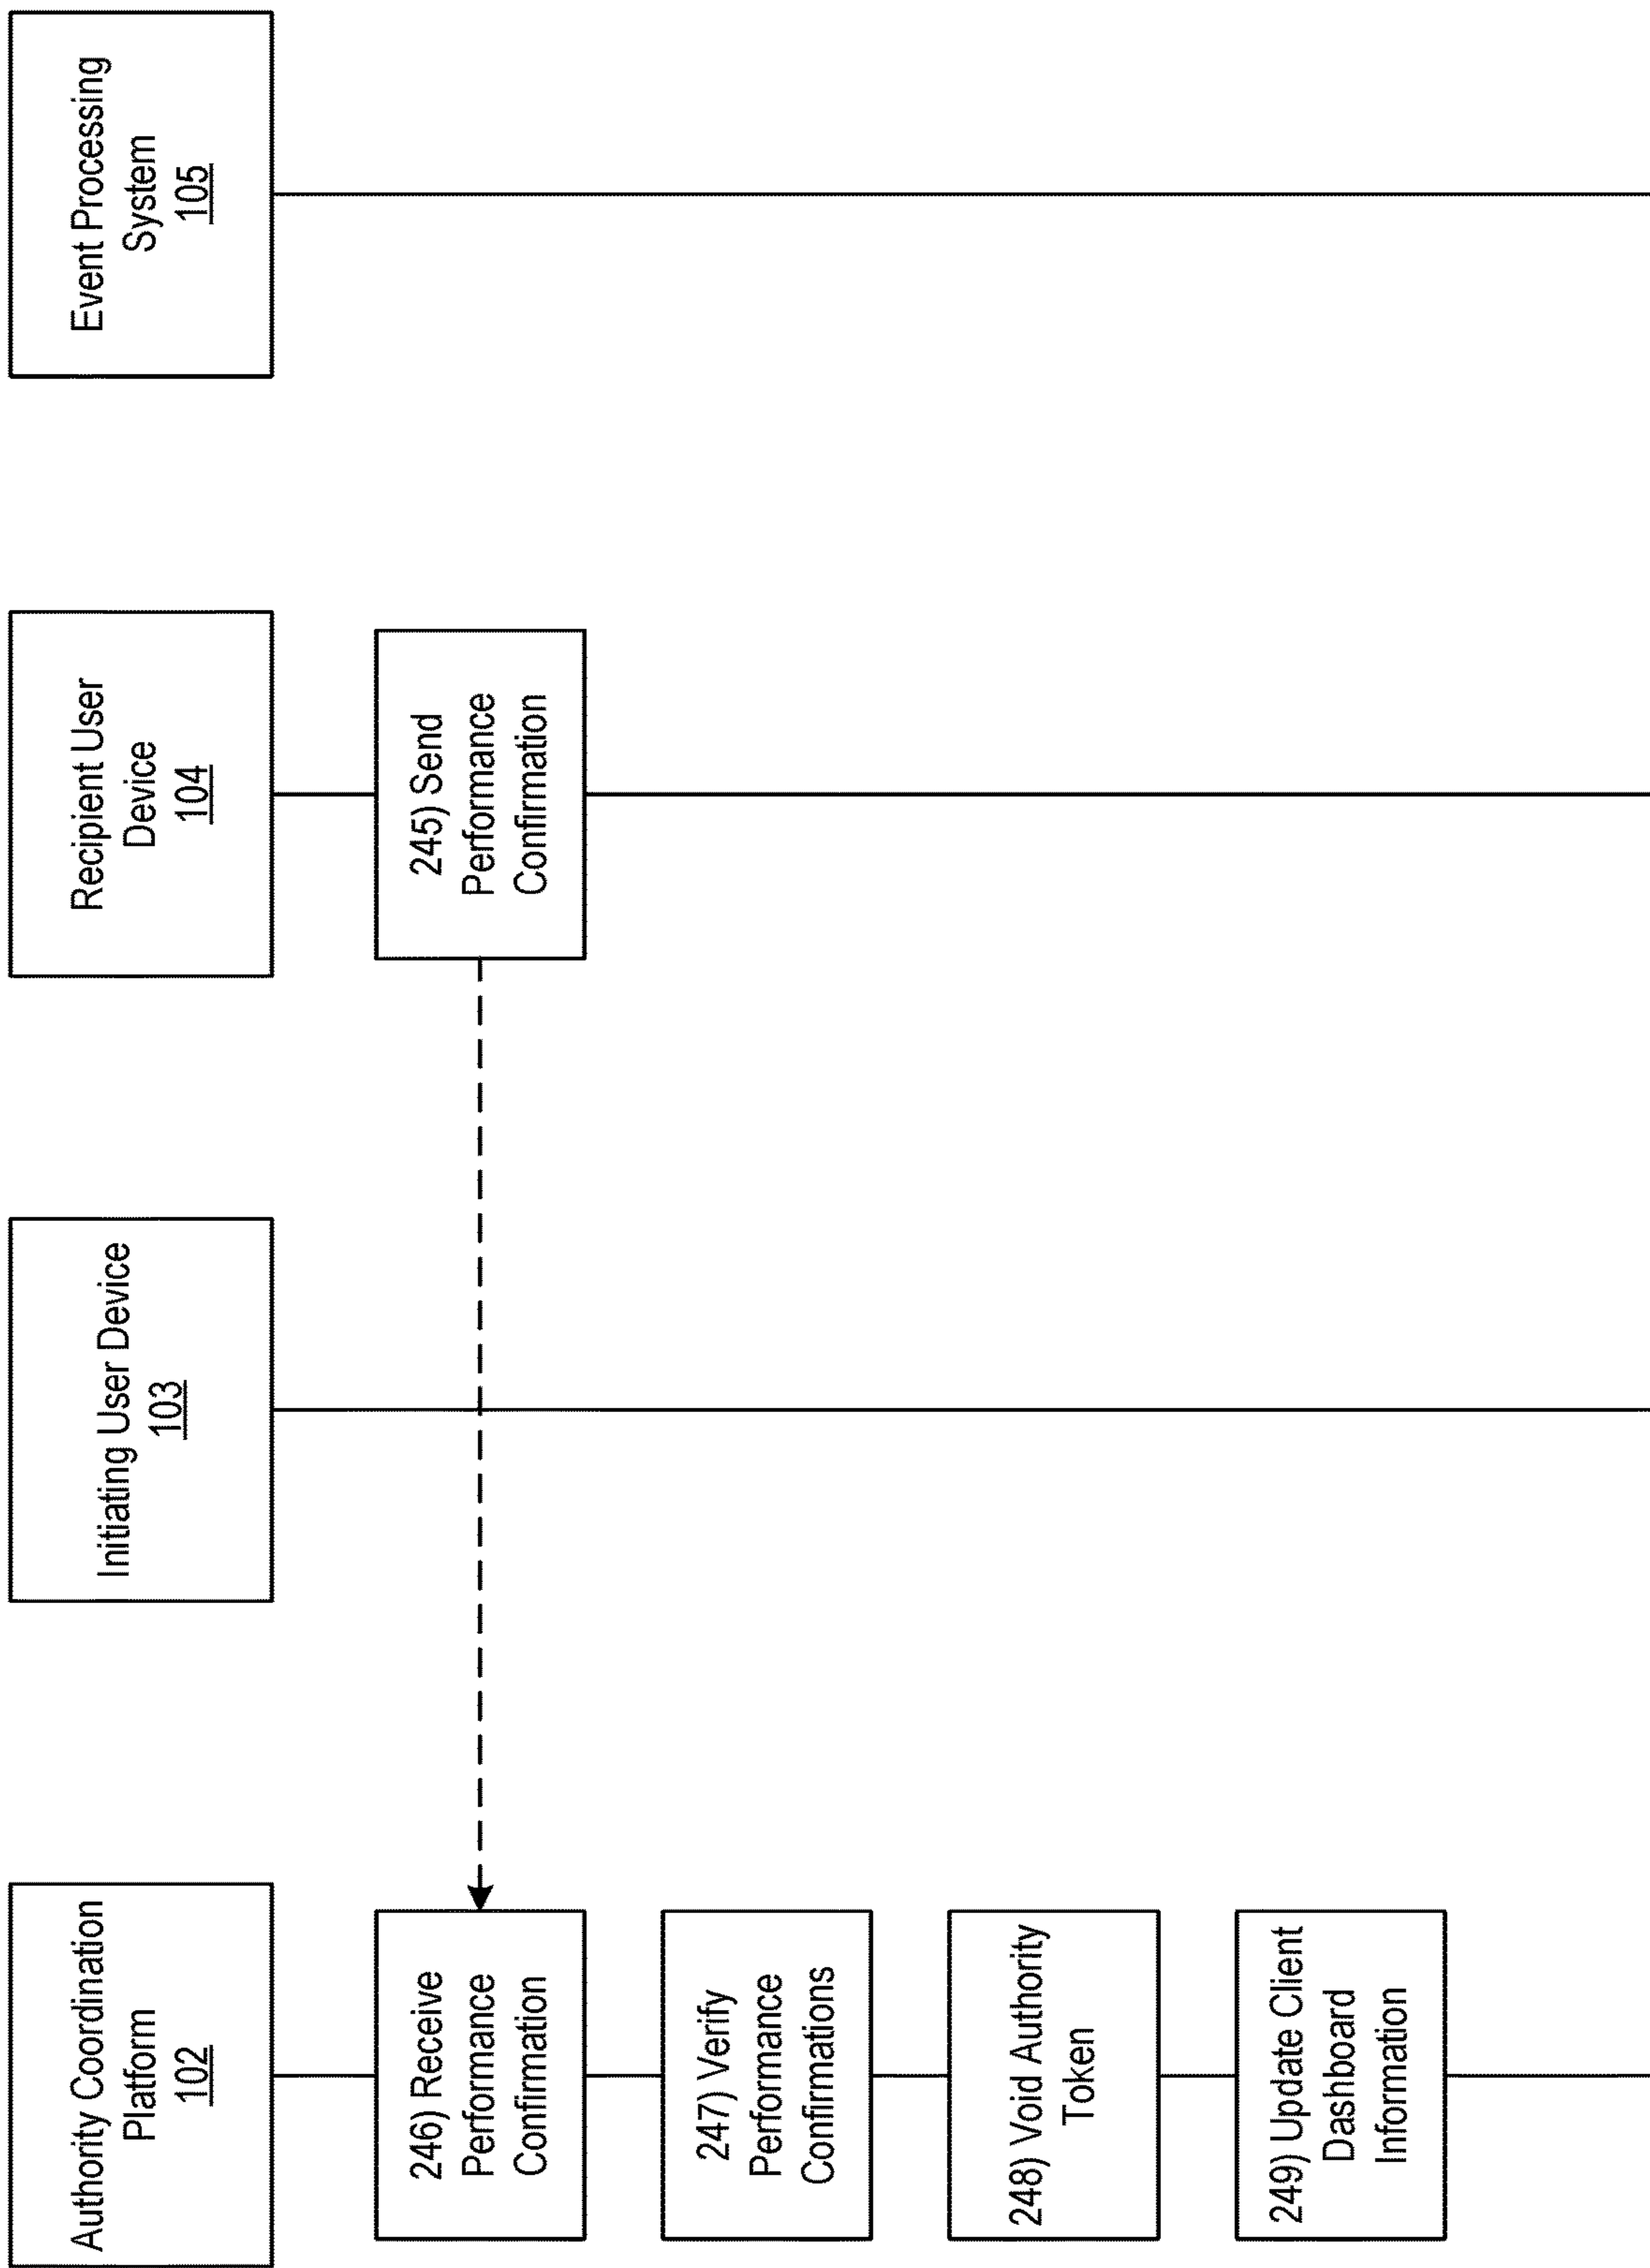 Authority Coordination
Platform
102
Initiating User Device
103
Recipient User
Device
104
Event Processing
System
105
245) Send
Performance
Confirmation
246) Receive
Performance
Confirmation
247) Verify
Performance
Confirmations
248) Void Authority
Token
249) Update Client
Dashboard
Information